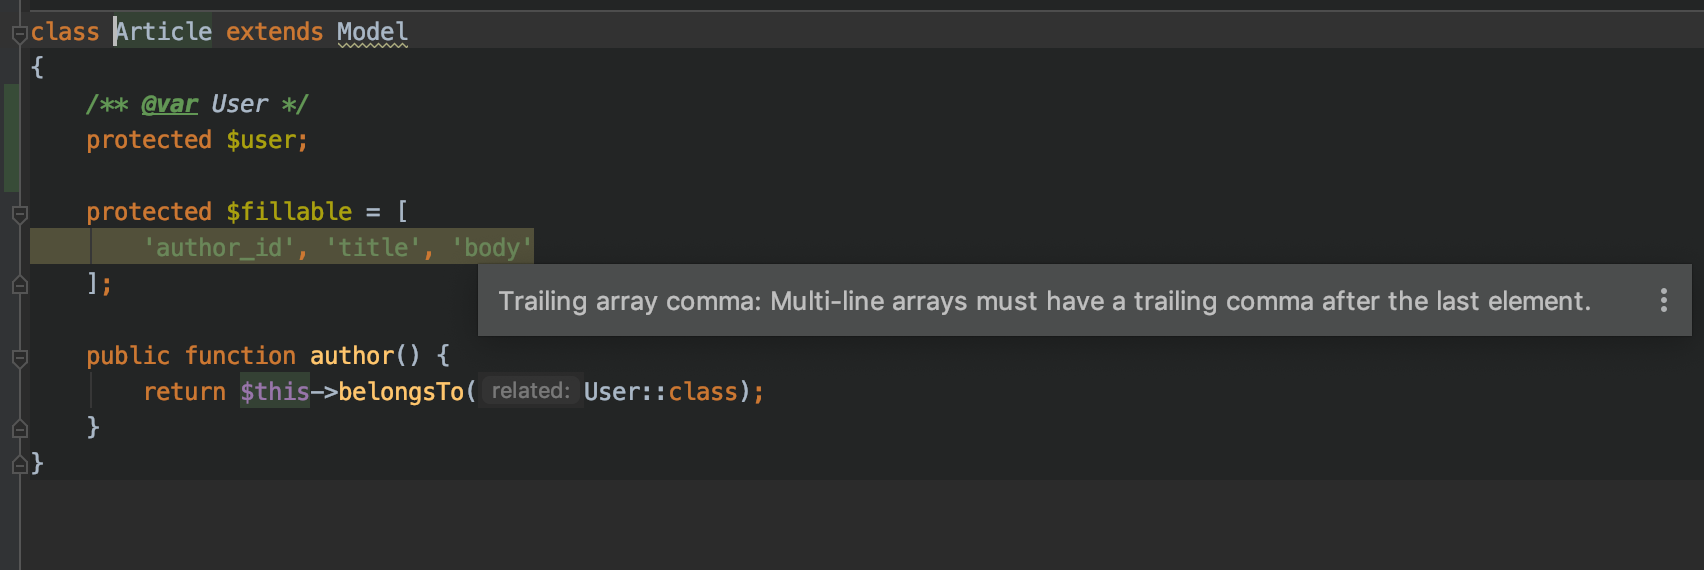 class Article extends Model
{
    /** @var User */
    protected $user;

    protected $fillable = [
        'author_id', 'title', 'body'
    ];
Trailing array comma: Multi-line arrays must have a trailing comma after the last element.
    public function author() {
        return $this->belongsTo( related: User::class);
    }
}